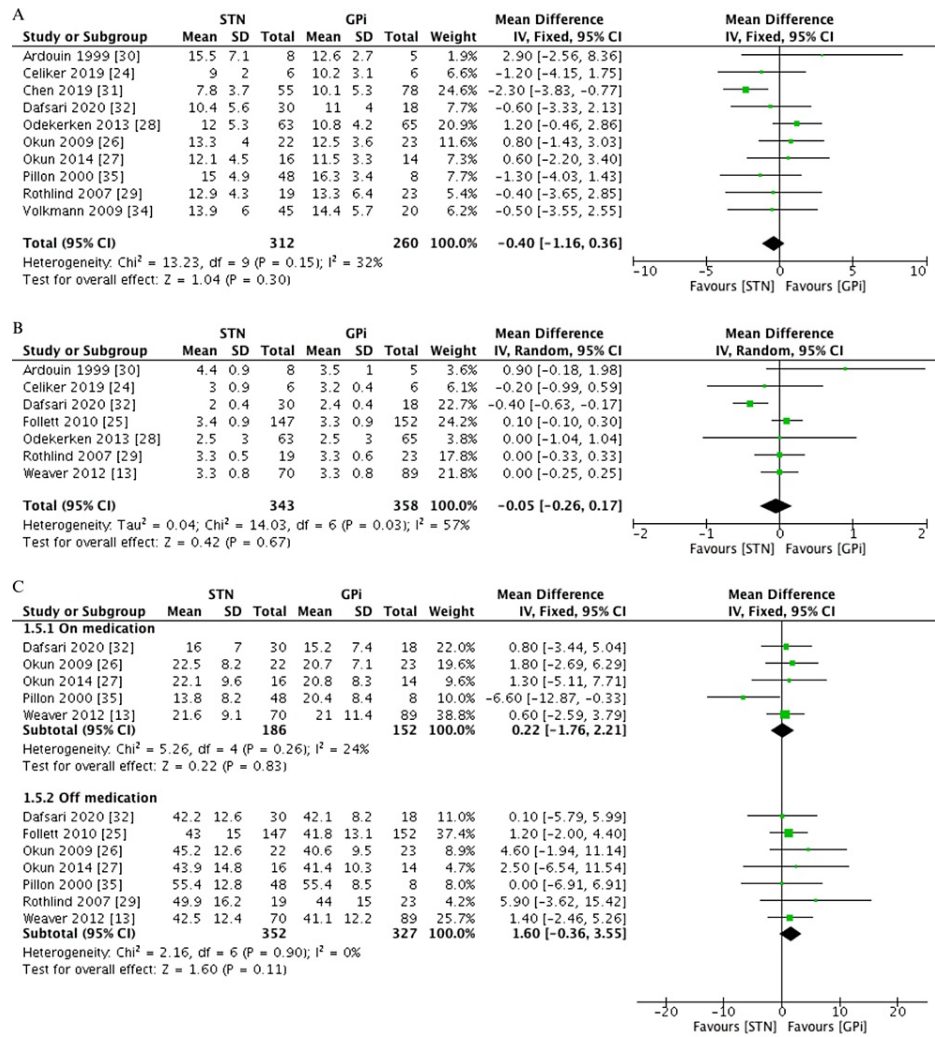 A
STN GPi Mean Difference Mean Difference
Study or Subgroup Mean SD Total Mean SD Total Weight IV, Fixed, 95% CI IV, Fixed, 95% CI
Ardouin 1999 [30] 15.5 7.1 8 12.6 2.7 5 1.9% 2.90 [-2.56, 8.36]
Celiker 2019 [24] 9 2 6 10.2 3.1 6 6.6% -1.20 [-4.15, 1.75]
Chen 2019 [31] 7.8 3.7 55 10.1 5.3 78 24.6% -2.30 [-3.83, -0.77]
Dafsari 2020 [32] 10.4 5.6 30 11 4 18 7.7% -0.60 [-3.33, 2.13]
Odekerken 2013 [28] 12 5.3 63 10.8 4.2 65 20.9% 1.20 [-0.46, 2.86]
Okun 2009 [26] 13.3 4 22 12.5 3.6 23 11.6% 0.80 [-1.43, 3.03]
Okun 2014 [27] 12.1 4.5 16 11.5 3.3 14 7.3% 0.60 [-2.20, 3.40]
Pillon 2000 [35] 15 4.9 48 16.3 3.4 8 7.7% -1.30 [-4.03, 1.43]
Rothlind 2007 [29] 12.9 4.3 19 13.3 6.4 23 5.4% -0.40 [-3.65, 2.85]
Volkmann 2009 [34] 13.9 6 45 14.4 5.7 20 6.2% -0.50 [-3.55, 2.55]
Total (95% CI) 312 260 100.0% -0.40 [-1.16, 0.36]
Heterogeneity: Chi² = 13.23, df = 9 (P = 0.15); I² = 32%
Test for overall effect: Z = 1.04 (P = 0.30)
-10 -5 0 5 10
Favours [STN] Favours [GPi]
B
STN GPi Mean Difference Mean Difference
Study or Subgroup Mean SD Total Mean SD Total Weight IV, Random, 95% CI IV, Random, 95% CI
Ardouin 1999 [30] 4.4 0.9 8 3.5 1 5 3.6% 0.90 [-0.18, 1.98]
Celiker 2019 [24] 3 0.9 6 3.2 0.4 6 6.1% -0.20 [-0.99, 0.59]
Dafsari 2020 [32] 2 0.4 30 2.4 0.4 18 22.7% -0.40 [-0.63, -0.17]
Follett 2010 [25] 3.4 0.9 147 3.3 0.9 152 24.2% 0.10 [-0.10, 0.30]
Odekerken 2013 [28] 2.5 3 63 2.5 3 65 3.8% 0.00 [-1.04, 1.04]
Rothlind 2007 [29] 3.3 0.5 19 3.3 0.6 23 17.8% 0.00 [-0.33, 0.33]
Weaver 2012 [13] 3.3 0.8 70 3.3 0.8 89 21.8% 0.00 [-0.25, 0.25]
Total (95% CI) 343 358 100.0% -0.05 [-0.26, 0.17]
Heterogeneity: Tau² = 0.04; Chi² = 14.03, df = 6 (P = 0.03); I² = 57%
Test for overall effect: Z = 0.42 (P = 0.67)
-2 -1 0 1 2
Favours [STN] Favours [GPi]
C
STN GPi Mean Difference Mean Difference
Study or Subgroup Mean SD Total Mean SD Total Weight IV, Fixed, 95% CI IV, Fixed, 95% CI
1.5.1 On medication
Dafsari 2020 [32] 16 7 30 15.2 7.4 18 22.0% 0.80 [-3.44, 5.04]
Okun 2009 [26] 22.5 8.2 22 20.7 7.1 23 19.6% 1.80 [-2.69, 6.29]
Okun 2014 [27] 22.1 9.6 16 20.8 8.3 14 9.6% 1.30 [-5.11, 7.71]
Pillon 2000 [35] 13.8 8.2 48 20.4 8.4 8 10.0% -6.60 [-12.87, -0.33]
Weaver 2012 [13] 21.6 9.1 70 21 11.4 89 38.8% 0.60 [-2.59, 3.79]
Subtotal (95% CI) 186 152 100.0% 0.22 [-1.76, 2.21]
Heterogeneity: Chi² = 5.26, df = 4 (P = 0.26); I² = 24%
Test for overall effect: Z = 0.22 (P = 0.83)
1.5.2 Off medication
Dafsari 2020 [32] 42.2 12.6 30 42.1 8.2 18 11.0% 0.10 [-5.79, 5.99]
Follett 2010 [25] 43 15 147 41.8 13.1 152 37.4% 1.20 [-2.00, 4.40]
Okun 2009 [26] 45.2 12.6 22 40.6 9.5 23 8.9% 4.60 [-1.94, 11.14]
Okun 2014 [27] 43.9 14.8 16 41.4 10.3 14 4.7% 2.50 [-6.54, 11.54]
Pillon 2000 [35] 55.4 12.8 48 55.4 8.5 8 8.0% 0.00 [-6.91, 6.91]
Rothlind 2007 [29] 49.9 16.2 19 44 15 23 4.2% 5.90 [-3.62, 15.42]
Weaver 2012 [13] 42.5 12.4 70 41.1 12.2 89 25.7% 1.40 [-2.46, 5.26]
Subtotal (95% CI) 352 327 100.0% 1.60 [-0.36, 3.55]
Heterogeneity: Chi² = 2.16, df = 6 (P = 0.90); I² = 0%
Test for overall effect: Z = 1.60 (P = 0.11)
-20 -10 0 10 20
Favours [STN] Favours [GPi]